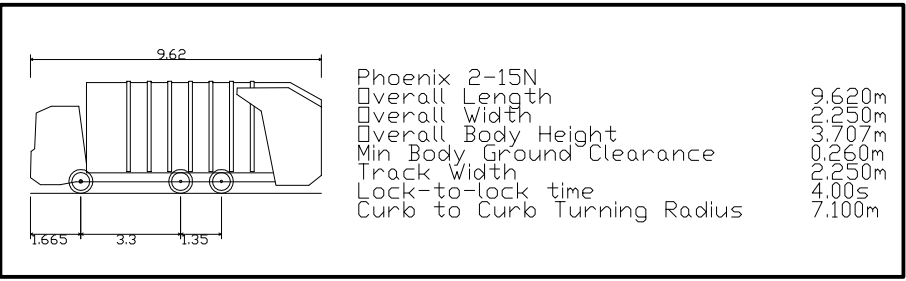 9.62
Phoenix 2-15N
Overall Length 9.620m
Overall Width 2.250m
Overall Body Height 3.707m
Min Body Ground Clearance 0.260m
Track Width 2.250m
Lock-to-lock time 4.00s
Curb to Curb Turning Radius 7.100m
1.665 3.3 1.35